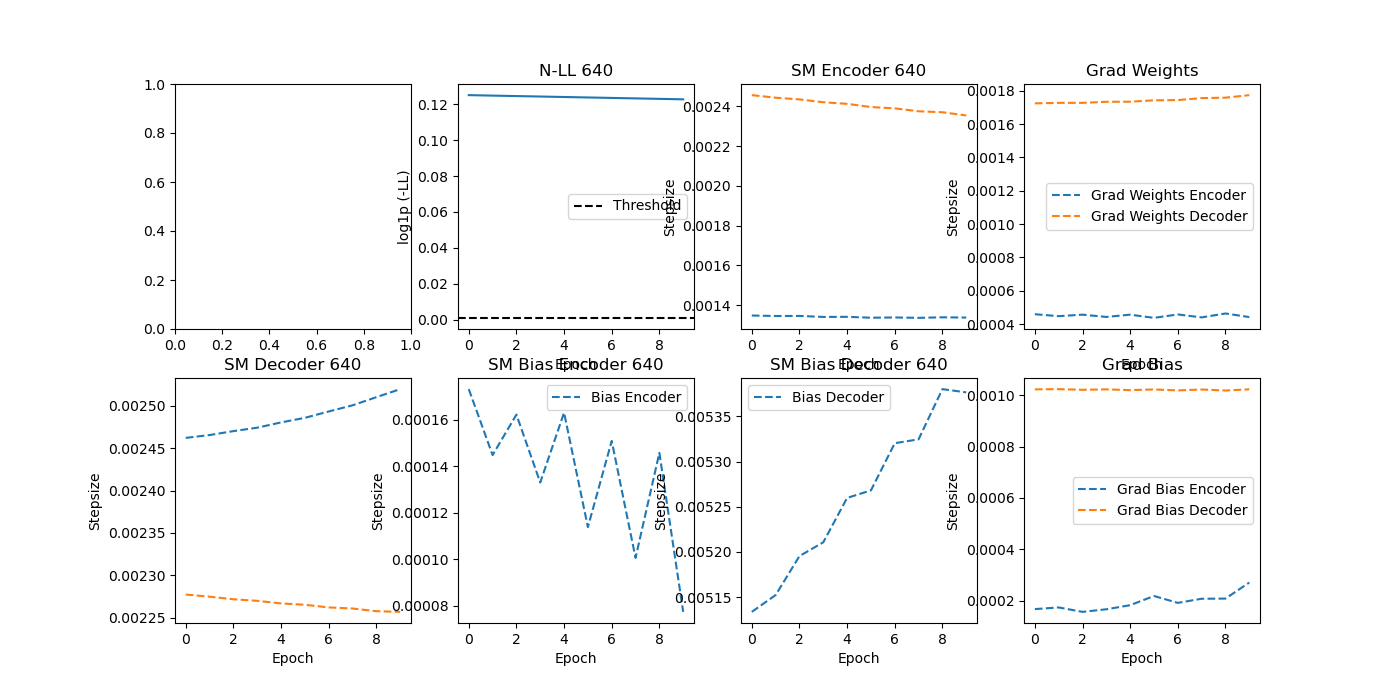 1.0
0.8
0.6
0.4
0.2
0.0
0.0 0.2 0.4 0.6 0.8 1.0
N-LL 640
log1p (-LL)
0.12
0.10
0.08
0.06
0.04
0.02
0.00
Threshold
0 2 4 6 8
Epoch
SM Encoder 640
Stepsize
0.0024
0.0022
0.0020
0.0018
0.0016
0.0014
0 2 4 6 8
Epoch
Grad Weights
Stepsize
0.0018
0.0016
0.0014
0.0012
0.0010
0.0008
0.0006
0.0004
Grad Weights Encoder
Grad Weights Decoder
0 2 4 6 8
Epoch
SM Decoder 640
Stepsize
0.00250
0.00245
0.00240
0.00235
0.00230
0.00225
0 2 4 6 8
Epoch
SM Bias Encoder 640
Stepsize
0.00016
0.00014
0.00012
0.00010
0.00008
Bias Encoder
0 2 4 6 8
Epoch
SM Bias Decoder 640
Stepsize
0.00535
0.00530
0.00525
0.00520
0.00515
Bias Decoder
0 2 4 6 8
Epoch
Grad Bias
Stepsize
0.0010
0.0008
0.0006
0.0004
0.0002
Grad Bias Encoder
Grad Bias Decoder
0 2 4 6 8
Epoch